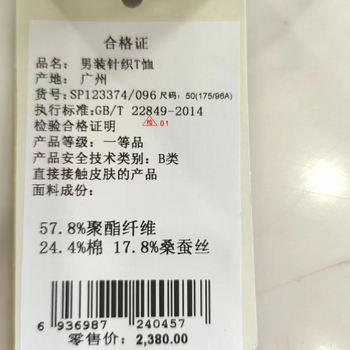 合格证
品名: 男装针织T恤
产地: 广州
货号:SP123374/096 尺码: 50(175/96A)
执行标准:GB/T 22849-2014
检验合格证明 检 01
产品等级: 一等品
产品安全技术类别: B类
直接接触皮肤的产品
面料成份:
57.8%聚酯纤维
24.4%棉 17.8%桑蚕丝
6 936987 240457
零售价: 2,380.00